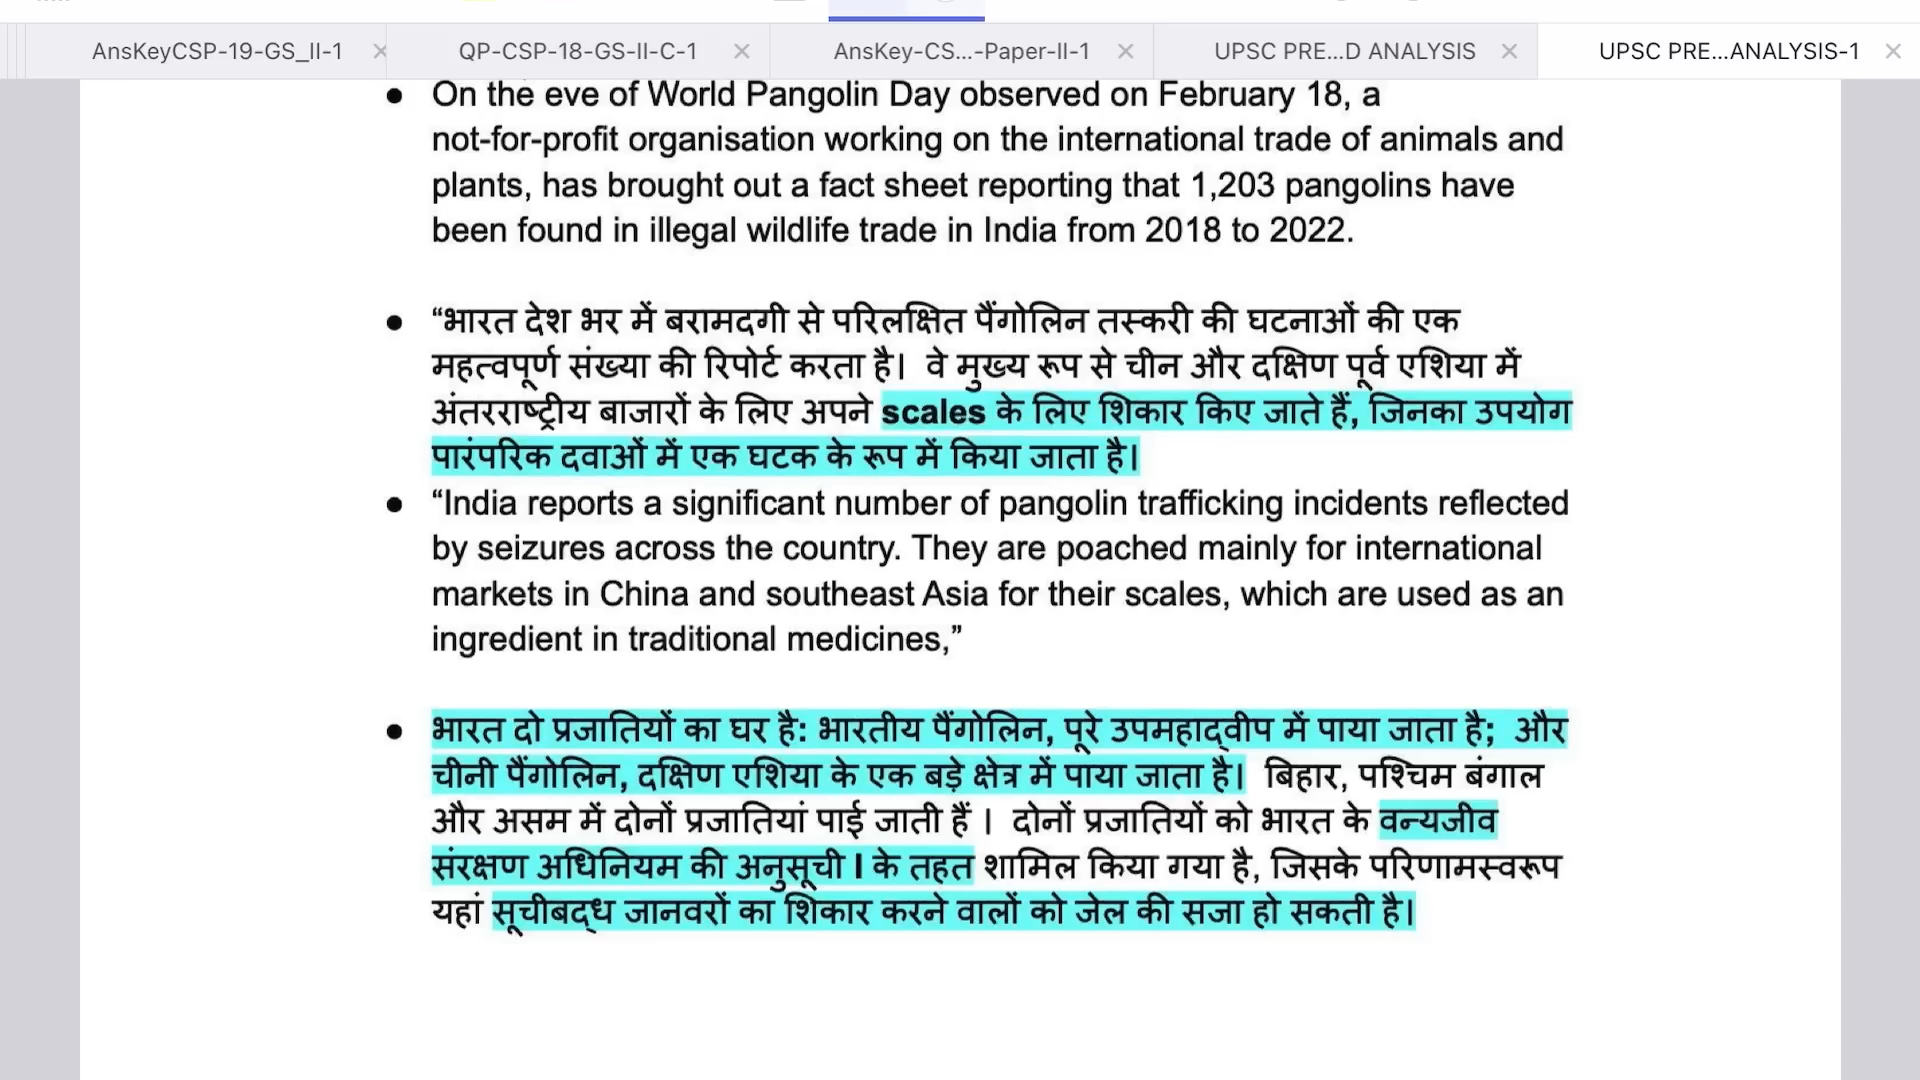 AnsKeyCSP-19-GS_II-1
QP-CSP-18-GS-II-C-1
AnsKey-CS...-Paper-II-1
UPSC PRE...D ANALYSIS
UPSC PRE...ANALYSIS-1
● On the eve of World Pangolin Day observed on February 18, a
not-for-profit organisation working on the international trade of animals and
plants, has brought out a fact sheet reporting that 1,203 pangolins have
been found in illegal wildlife trade in India from 2018 to 2022.
● “भारत देश भर में बरामदगी से परिलक्षित पैंगोलिन तस्करी की घटनाओं की एक
महत्वपूर्ण संख्या की रिपोर्ट करता है। वे मुख्य रूप से चीन और दक्षिण पूर्व एशिया में
अंतरराष्ट्रीय बाजारों के लिए अपने scales के लिए शिकार किए जाते हैं, जिनका उपयोग
पारंपरिक दवाओं में एक घटक के रूप में किया जाता है।
● “India reports a significant number of pangolin trafficking incidents reflected
by seizures across the country. They are poached mainly for international
markets in China and southeast Asia for their scales, which are used as an
ingredient in traditional medicines,”
● भारत दो प्रजातियों का घर है: भारतीय पैंगोलिन, पूरे उपमहाद्वीप में पाया जाता है; और
चीनी पैंगोलिन, दक्षिण एशिया के एक बड़े क्षेत्र में पाया जाता है। बिहार, पश्चिम बंगाल
और असम में दोनों प्रजातियां पाई जाती हैं । दोनों प्रजातियों को भारत के वन्यजीव
संरक्षण अधिनियम की अनुसूची I के तहत शामिल किया गया है, जिसके परिणामस्वरूप
यहां सूचीबद्ध जानवरों का शिकार करने वालों को जेल की सजा हो सकती है।